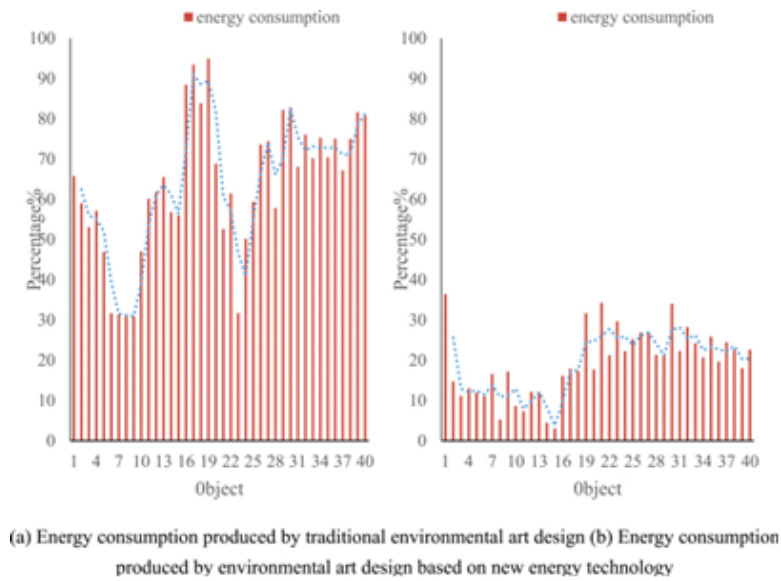 energy consumption
100
90
80
70
60
50
40
30
20
10
0
Percentage%
1 4 7 10 13 16 19 22 25 28 31 34 37 40
0bject
energy consumption
100
90
80
70
60
50
40
30
20
10
0
Percentage%
1 4 7 10 13 16 19 22 25 28 31 34 37 40
0bject
(a) Energy consumption produced by traditional environmental art design (b) Energy consumption
produced by environmental art design based on new energy technology